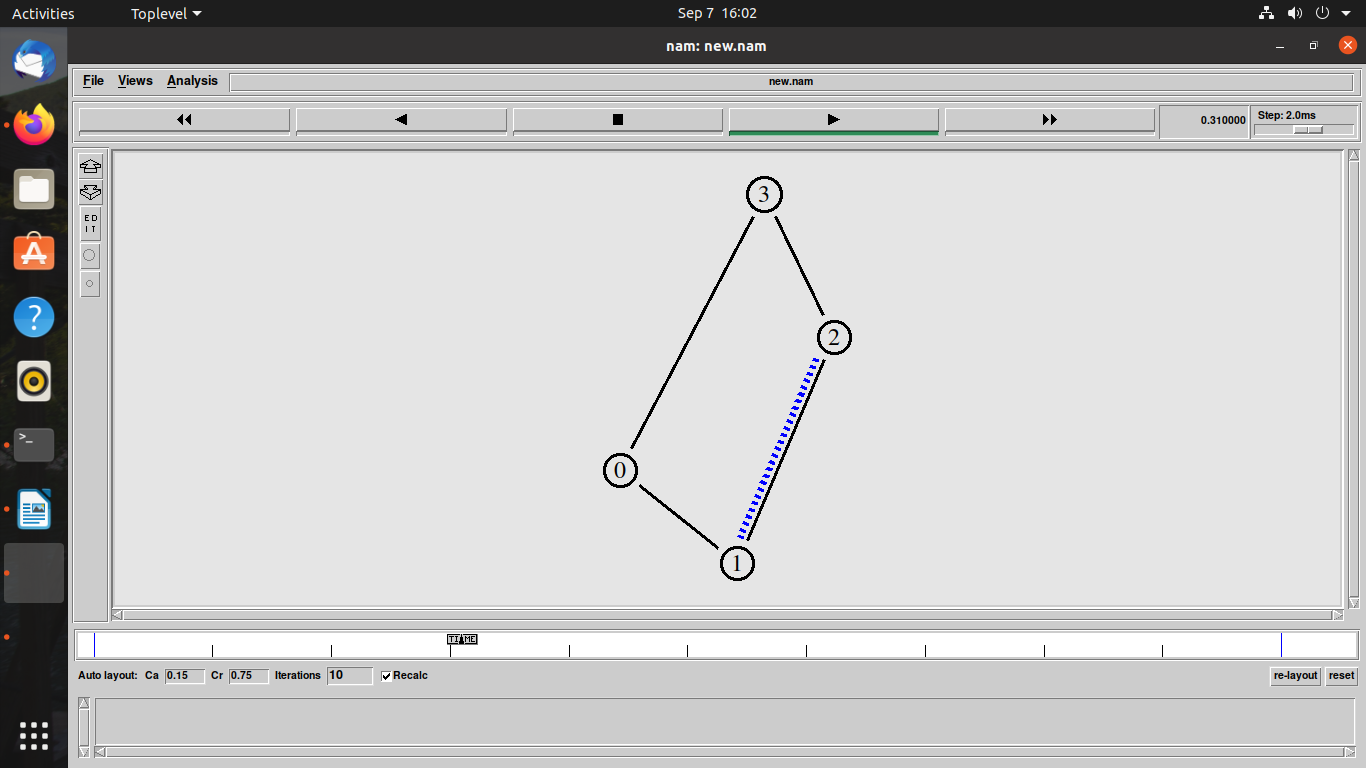 Activities Toplevel Sep 7 16:02
nam: new.nam
File Views Analysis new.nam
0.310000 Step: 2.0ms
ED
IT
3
2
0
1
TIME
Auto layout: Ca 0.15 Cr 0.75 Iterations 10 Recalc re-layout reset